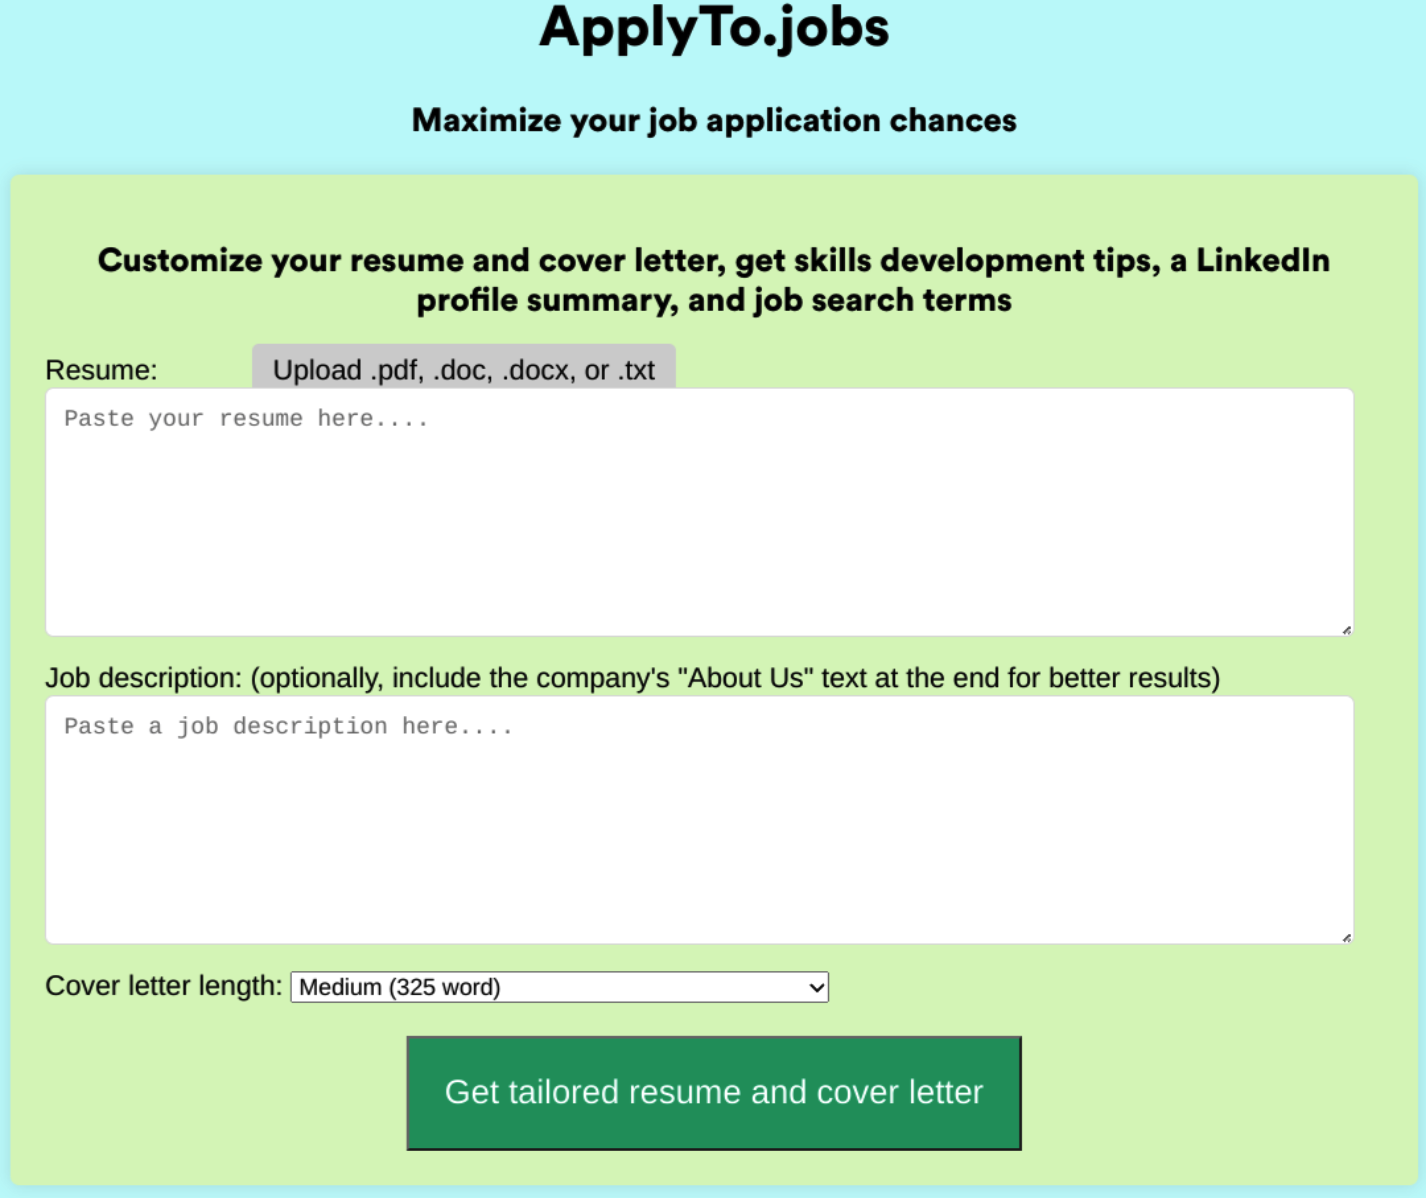 ApplyTo.jobs
Maximize your job application chances
Customize your resume and cover letter, get skills development tips, a LinkedIn
profile summary, and job search terms
Resume: Upload .pdf, .doc, .docx, or .txt
Paste your resume here....
Job description: (optionally, include the company's "About Us" text at the end for better results)
Paste a job description here....
Cover letter length: Medium (325 word)
Get tailored resume and cover letter